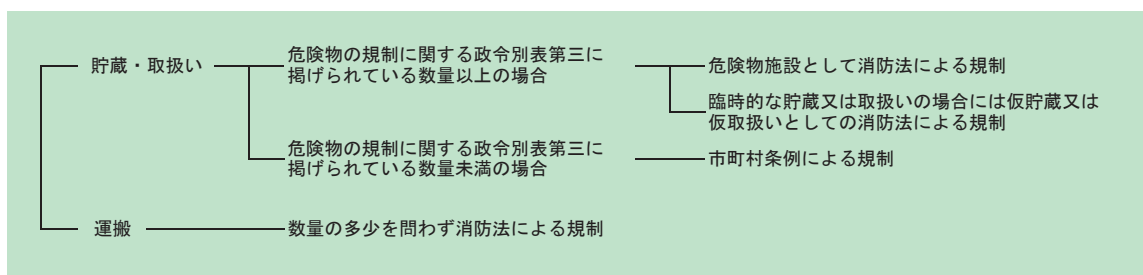 貯蔵・取扱い
危険物の規制に関する政令別表第三に
掲げられている数量以上の場合
危険物施設として消防法による規制
臨時的な貯蔵又は取扱いの場合には仮貯蔵又は
仮取扱いとしての消防法による規制
危険物の規制に関する政令別表第三に
掲げられている数量未満の場合
市町村条例による規制
運搬
数量の多少を問わず消防法による規制